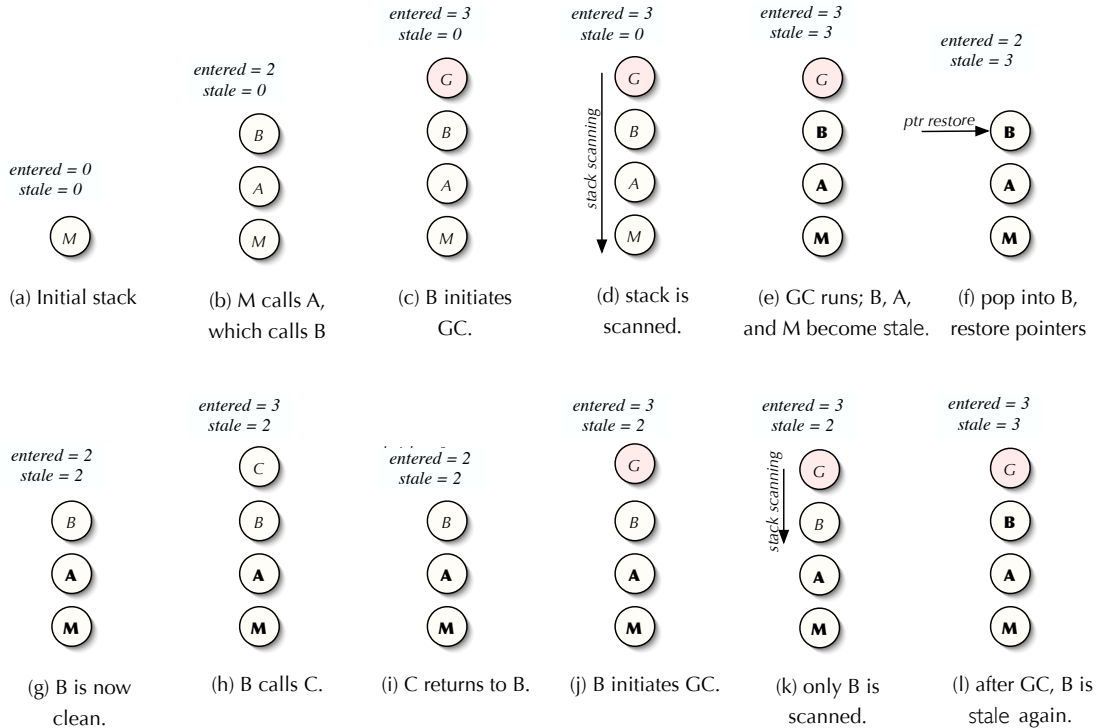 entered = 0
stale = 0
M
(a) Initial stack
entered = 2
stale = 0
B
A
M
(b) M calls A,
which calls B
entered = 3
stale = 0
G
B
A
M
(c) B initiates
GC.
entered = 3
stale = 0
stack scanning
G
B
A
M
(d) stack is
scanned.
entered = 3
stale = 3
G
B
A
M
(e) GC runs; B, A,
and M become stale.
entered = 2
stale = 3
ptr restore
B
A
M
(f) pop into B,
restore pointers
entered = 2
stale = 2
B
A
M
(g) B is now
clean.
entered = 3
stale = 2
C
B
A
M
(h) B calls C.
entered = 2
stale = 2
B
A
M
(i) C returns to B.
entered = 3
stale = 2
G
B
A
M
(j) B initiates GC.
entered = 3
stale = 2
stack scanning
G
B
A
M
(k) only B is
scanned.
entered = 3
stale = 3
G
B
A
M
(l) after GC, B is
stale again.